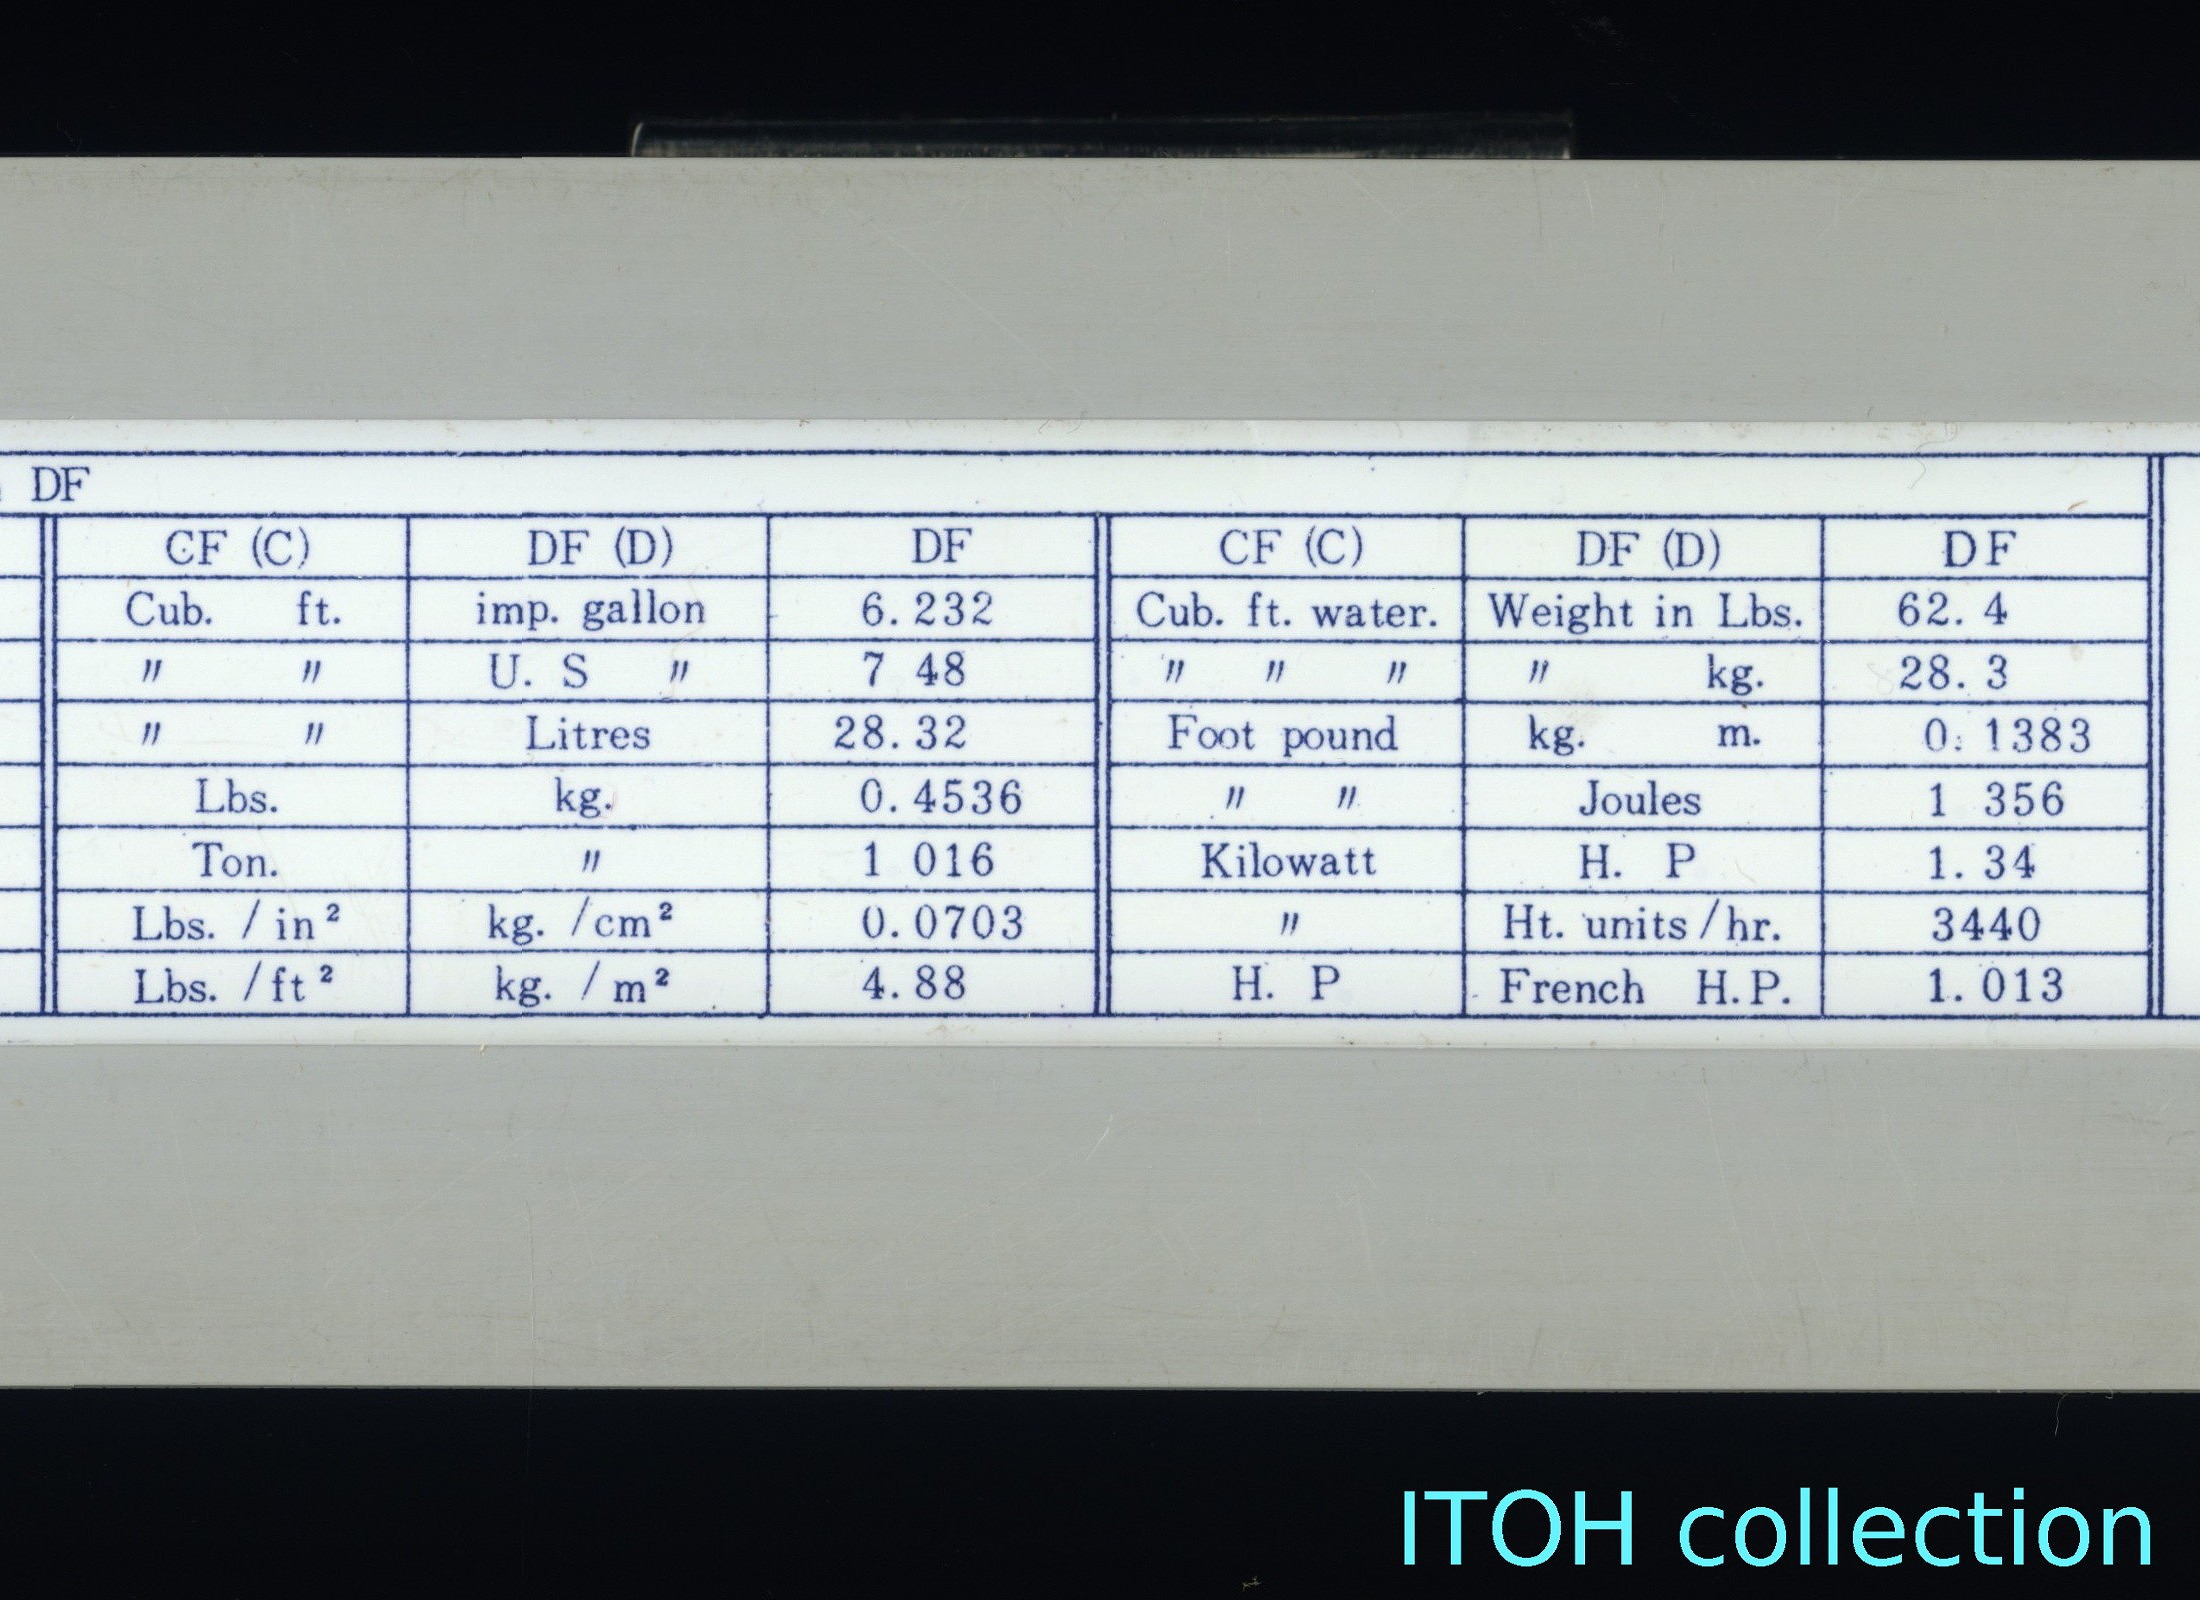 DF
CF (C) DF (D) DF CF (C) DF (D) DF
Cub. ft. imp. gallon 6.232 Cub. ft. water. Weight in Lbs. 62.4
〃 〃 U. S 〃 7 48 〃 〃 〃 〃 kg. 28.3
〃 〃 Litres 28.32 Foot pound kg. m. 0.1383
Lbs. kg. 0.4536 〃 〃 Joules 1 356
Ton. 〃 1 016 Kilowatt H. P 1.34
Lbs. / in² kg. /cm² 0.0703 〃 Ht. units/hr. 3440
Lbs. /ft² kg. / m² 4.88 H. P French H.P. 1.013
ITOH collection